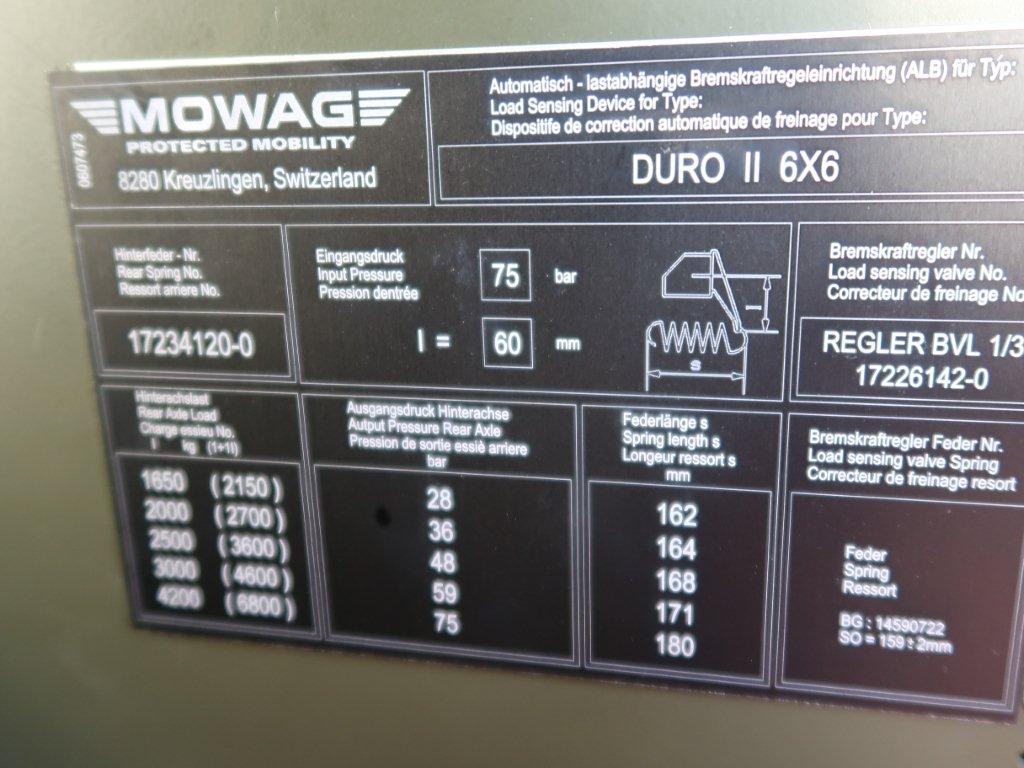 MOWAG
PROTECTED MOBILITY
8280 Kreuzlingen, Switzerland
0807473
Automatisch - lastabhängige Bremskraftregeleinrichtung (ALB) für Typ:
Load Sensing Device for Type:
Dispositife de correction automatique de freinage pour Type:
DURO II 6X6
Hinterfeder - Nr.
Rear Spring No.
Ressort arriere No.
17234120-0
Eingangsdruck
Input Pressure
Pression dentrée
75 bar
l = 60 mm
l
s
Bremskraftregler Nr.
Load sensing valve No.
Correcteur de freinage No
REGLER BVL 1/3
17226142-0
Hinterachslast
Rear Axle Load
Charge essieu No.
I kg (1+II)
1650 (2150)
2000 (2700)
2500 (3600)
3000 (4600)
4200 (6800)
Ausgangsdruck Hinterachse
Autput Pressure Rear Axle
Pression de sortie essiè arriere
bar
28
36
48
59
75
Federlänge s
Spring length s
Longeur ressort s
mm
162
164
168
171
180
Bremskraftregler Feder Nr.
Load sensing valve Spring
Correcteur de freinage resort
Feder
Spring
Ressort
BG : 14590722
SO = 159 ± 2mm